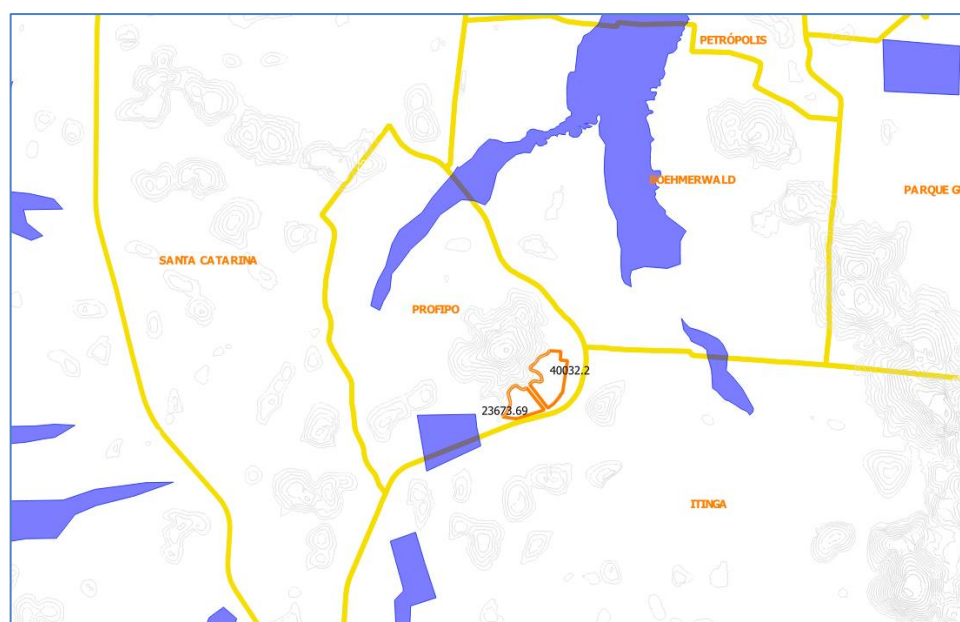 PETRÓPOLIS
BOEHMERWALD
PARQUE G
SANTA CATARINA
PROFIPO
40032.2
23673.69
ITINGA